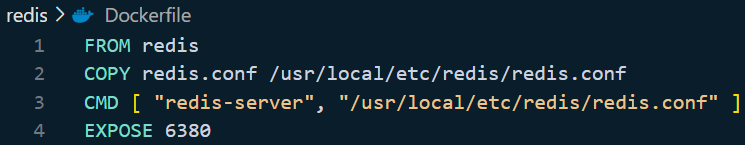 redis > Dockerfile
1 FROM redis
2 COPY redis.conf /usr/local/etc/redis/redis.conf
3 CMD [ "redis-server", "/usr/local/etc/redis/redis.conf" ]
4 EXPOSE 6380